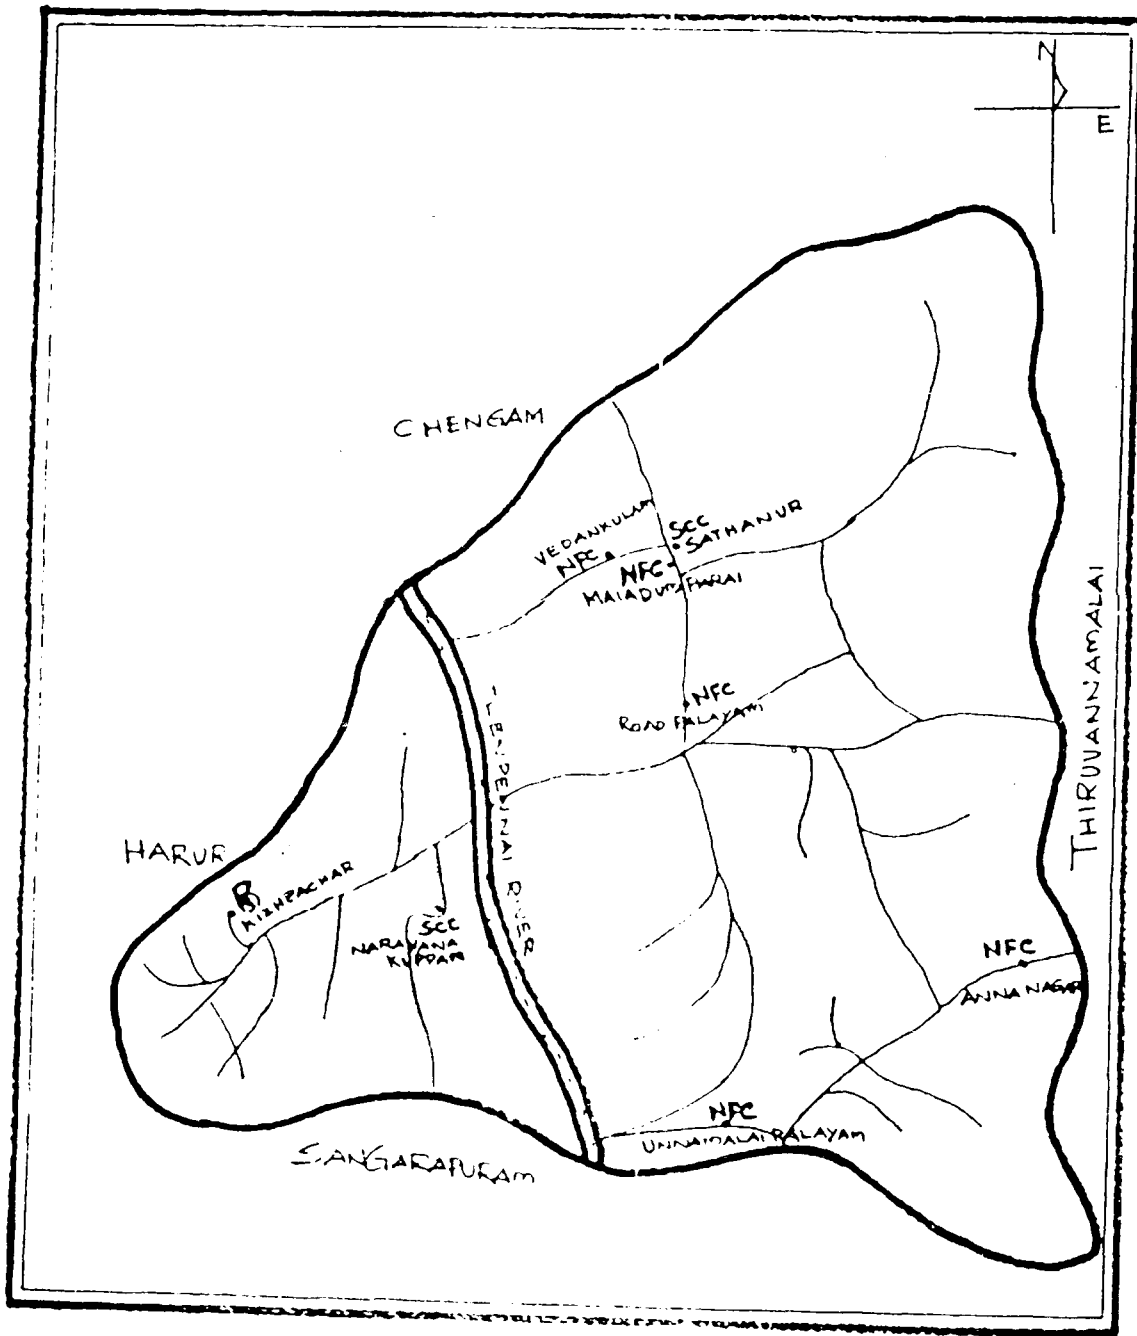 N
E
CHENGAM
VEDANKULAM
NFC
SCC
SATHANUR
NFC
NFC
ROAD PALAYAM
THIRUVANNAMALAI
HARUR
KIZHPACHAR
SCC
NARAYANA
KUPPAM
RIVER
NFC
ANNA NAGAR
NFC
UNNAMALAI PALAYAM
SANGARAPURAM